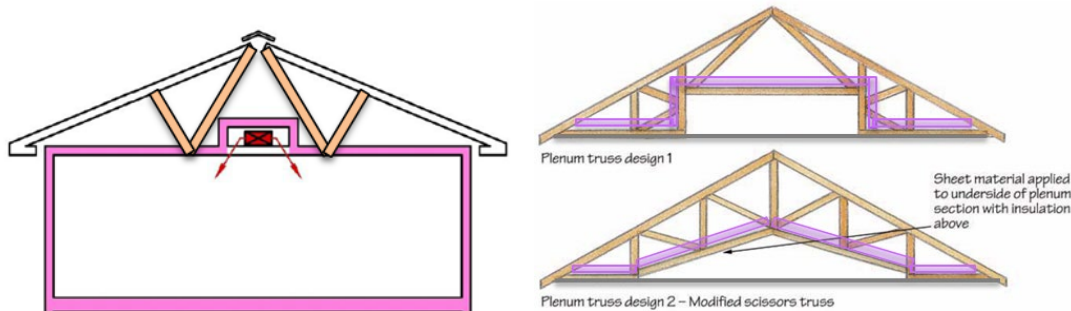 Plenum truss design 1
Sheet material applied
to underside of plenum
section with insulation
above
Plenum truss design 2 – Modified scissors truss